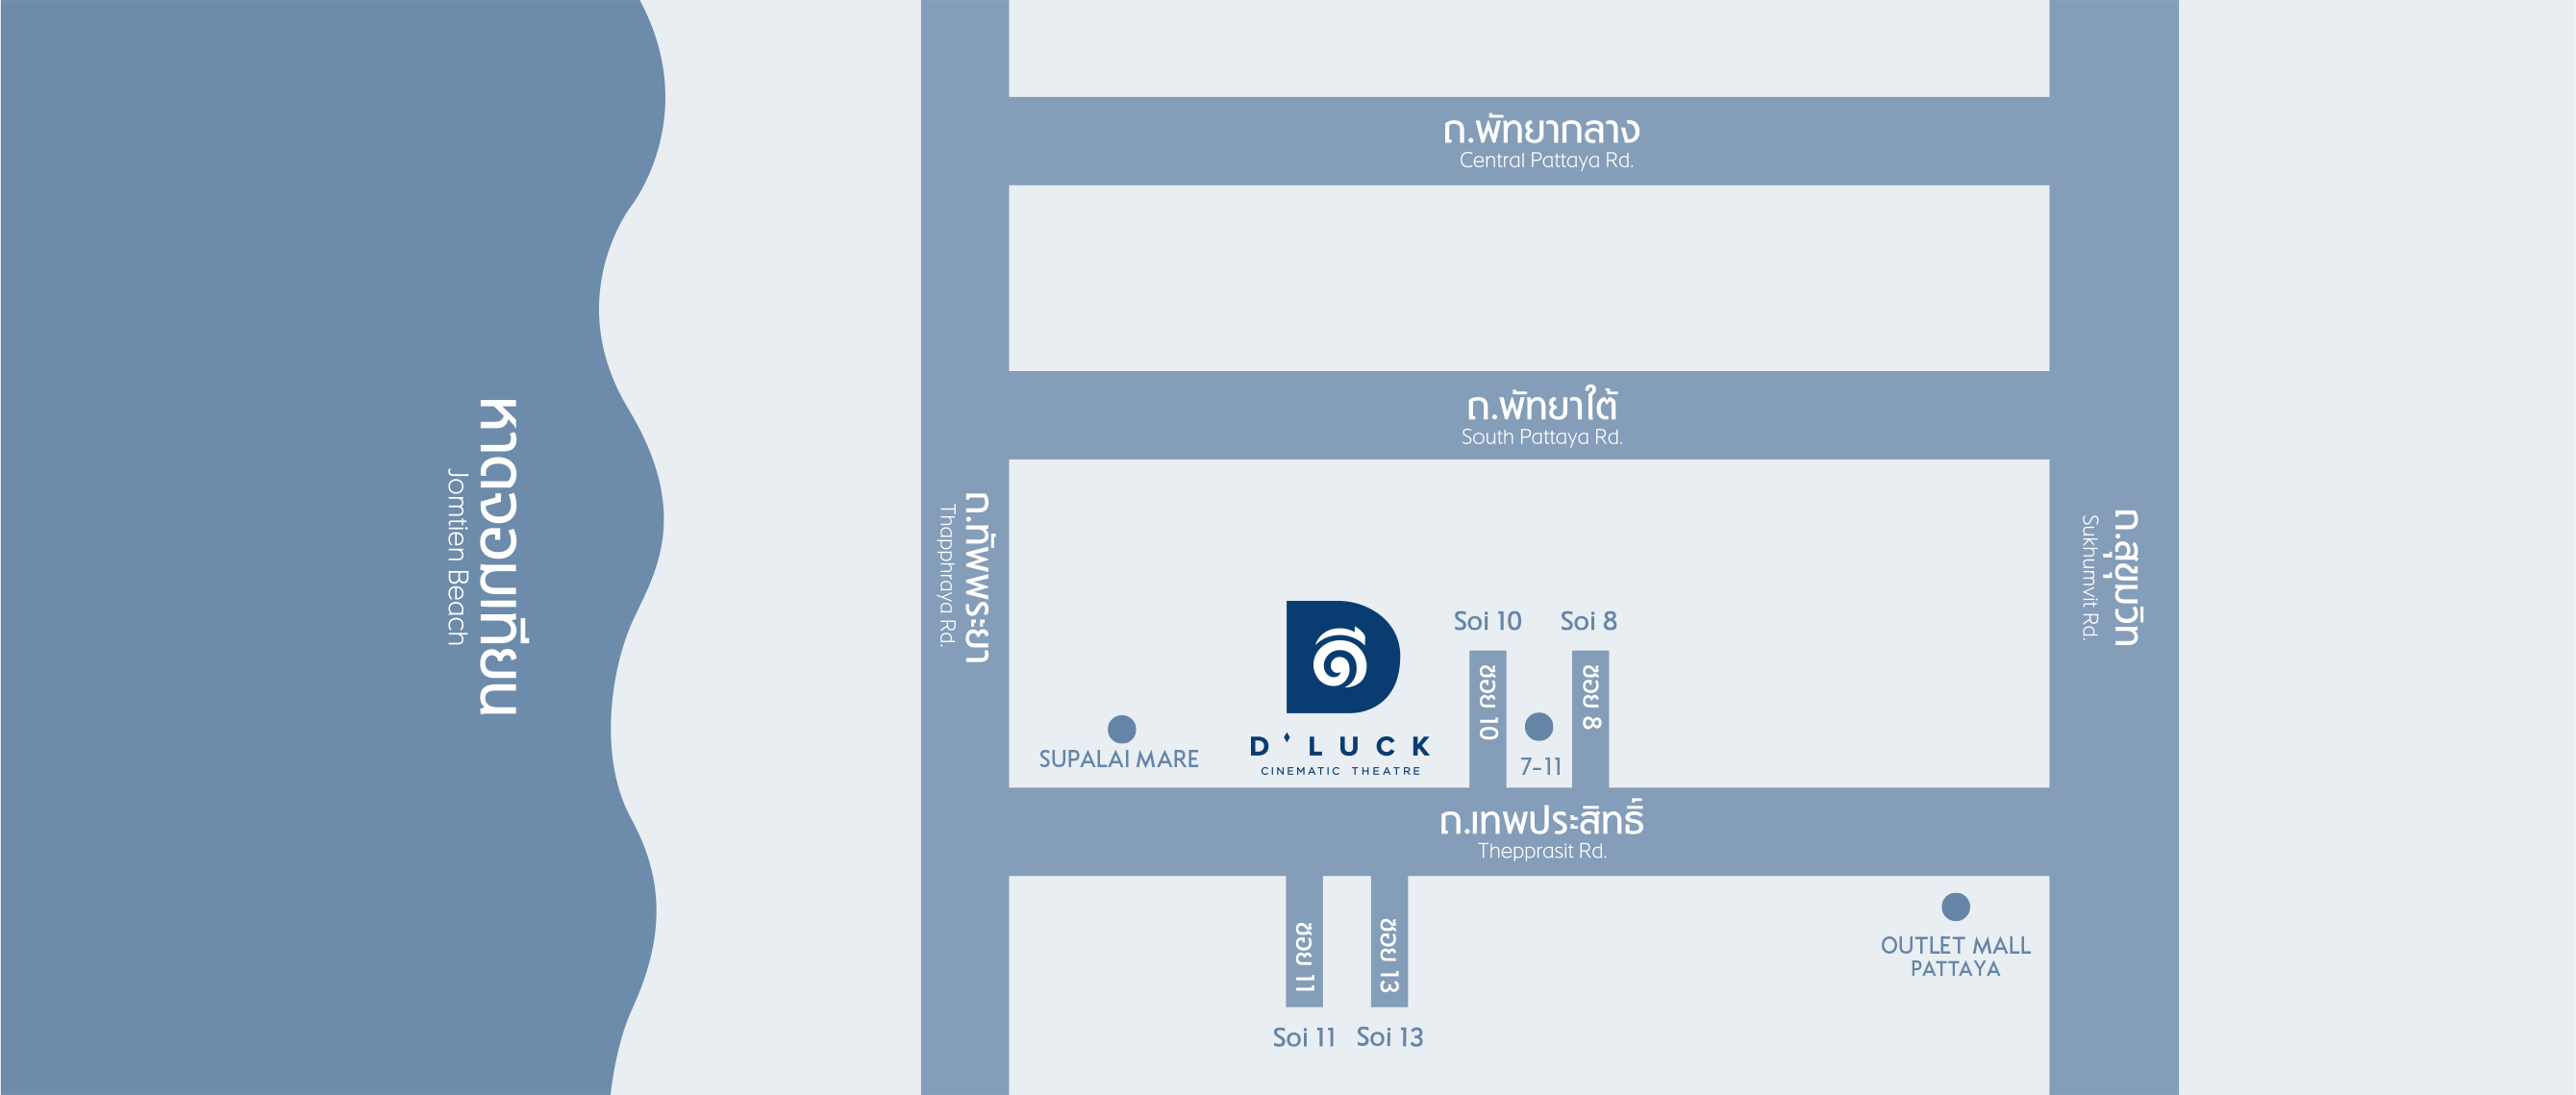 ถ.พัทยากลาง
Central Pattaya Rd.
ถ.พัทยาใต้
South Pattaya Rd.
หาดจอมเทียน
Jomtien Beach
ถ.ทัพพระยา
Thapphraya Rd.
ถ.สุขุมวิท
Sukhumvit Rd.
Soi 10
Soi 8
ซอย 10
ซอย 8
7-11
SUPALAI MARE
D'LUCK
CINEMATIC THEATRE
ถ.เทพประสิทธิ์
Thepprasit Rd.
ซอย 11
ซอย 13
Soi 11
Soi 13
OUTLET MALL
PATTAYA